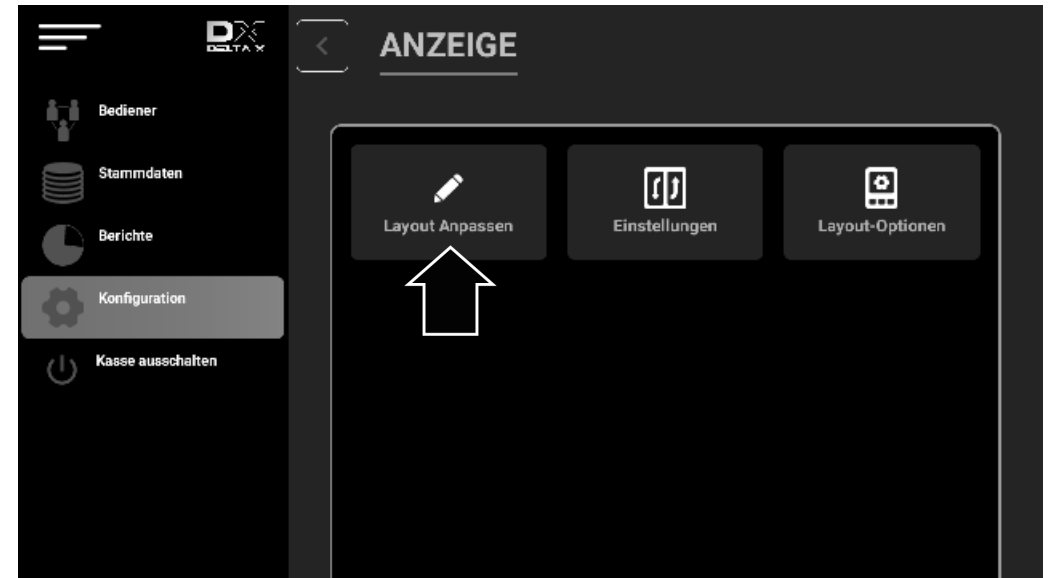 DX
DELTA X
ANZEIGE
Bediener
Stammdaten
Berichte
Konfiguration
Kasse ausschalten
Layout Anpassen
Einstellungen
Layout-Optionen